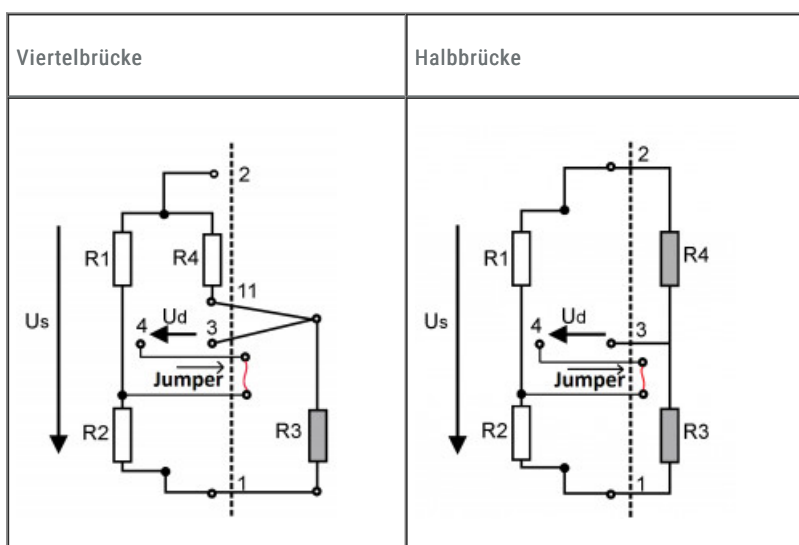 Viertelbrücke
Halbbrücke
2
R1
R4
11
Us
4
Ud
3
Jumper
R2
R3
1
2
R1
R4
Us
4
Ud
3
Jumper
R2
R3
1